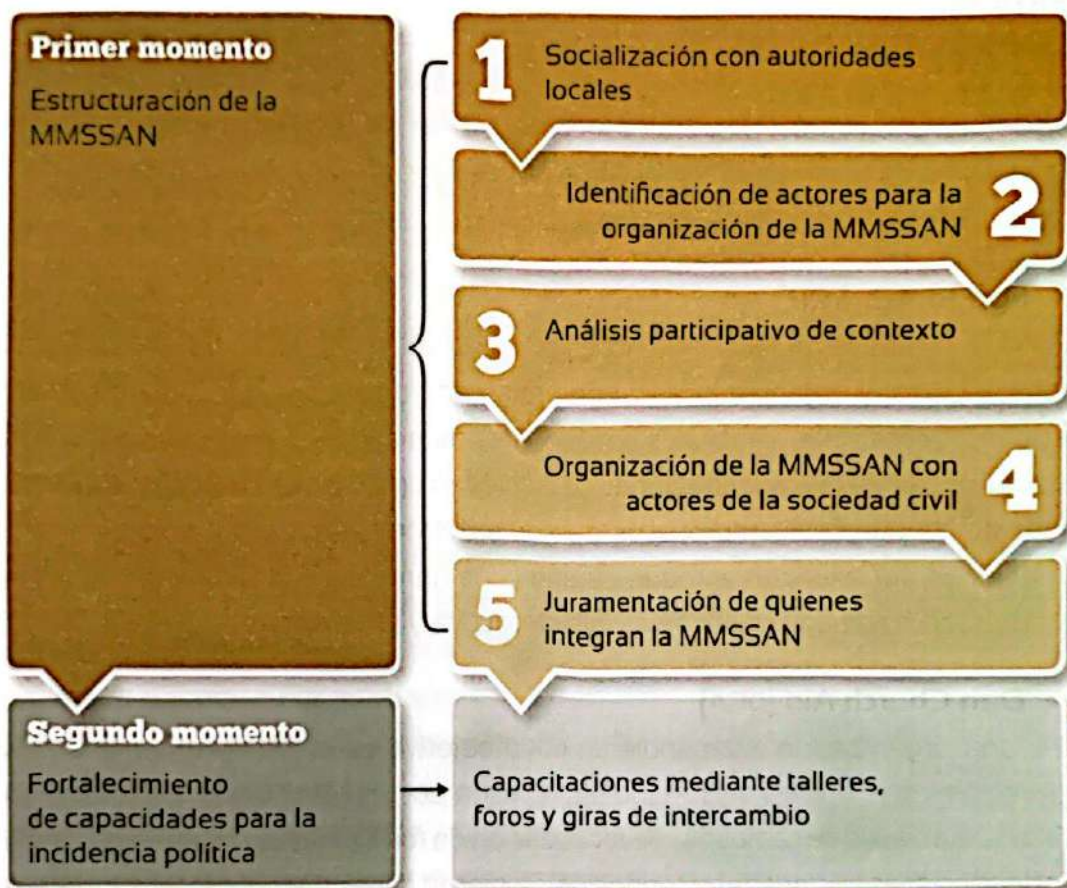 Primer momento
Estructuración de la
MMSSAN
1
Socialización con autoridades
locales
Identificación de actores para la
organización de la MMSSAN
2
3
Análisis participativo de contexto
Organización de la MMSSAN con
actores de la sociedad civil
4
5
Juramentación de quienes
integran la MMSSAN
Segundo momento
Fortalecimiento
de capacidades para la
incidencia política
Capacitaciones mediante talleres,
foros y giras de intercambio